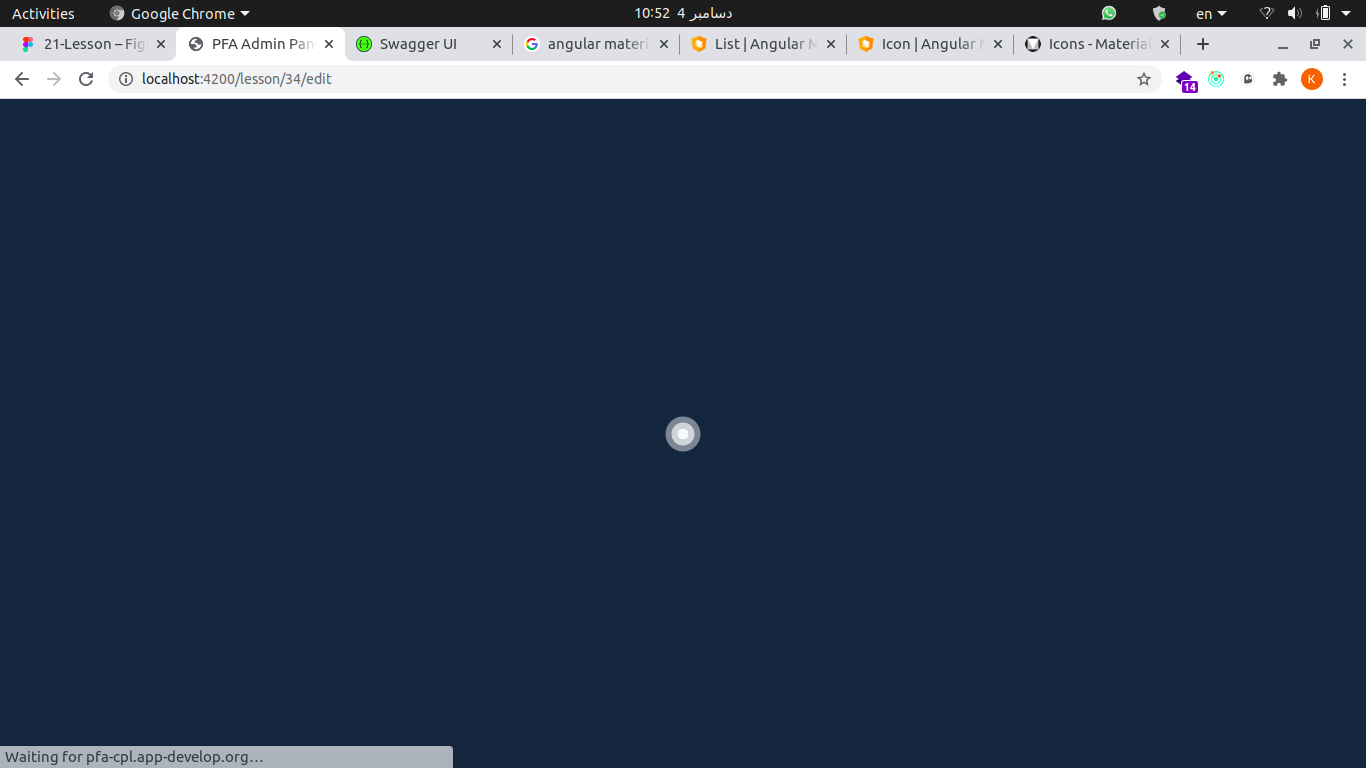 Activities Google Chrome دسامبر 4 10:52 en
21-Lesson – Fig PFA Admin Pan Swagger UI angular materi List | Angular M Icon | Angular M Icons - Material
localhost:4200/lesson/34/edit 14 K
Waiting for pfa-cpl.app-develop.org…